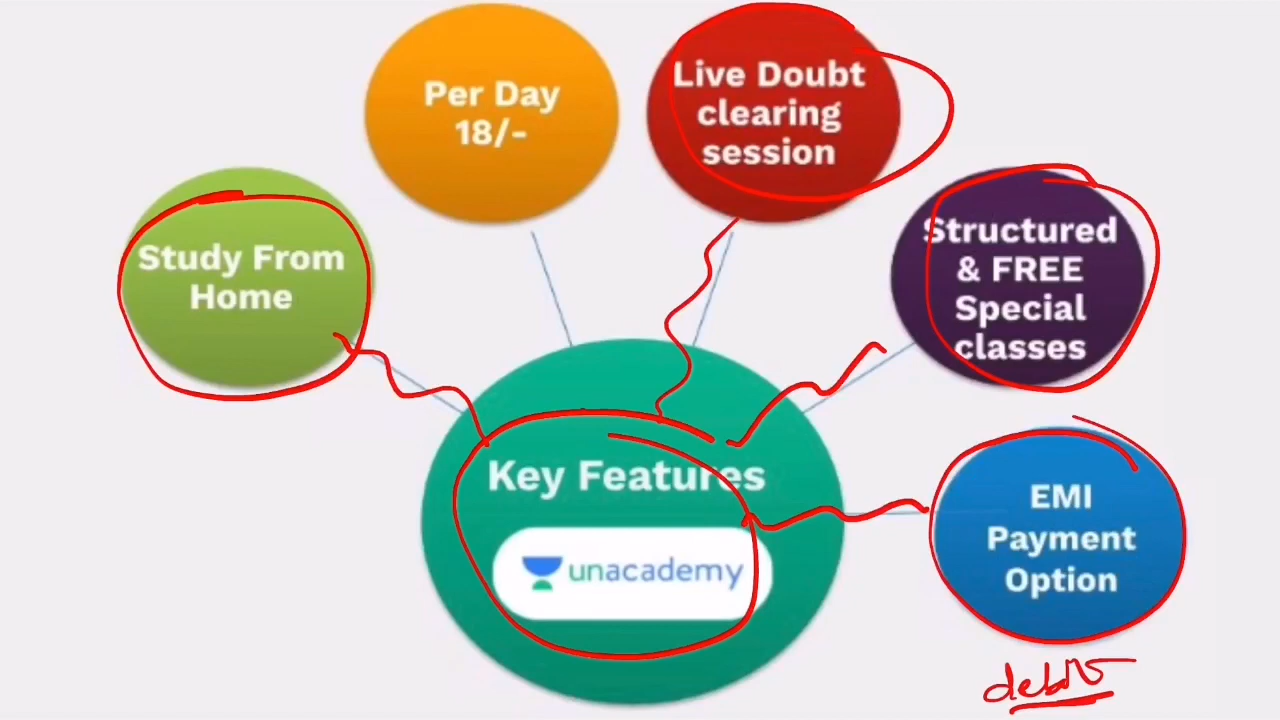 Per Day
18/-
Live Doubt
clearing
session
Study From
Home
Structured
& FREE
Special
classes
Key Features
unacademy
EMI
Payment
Option